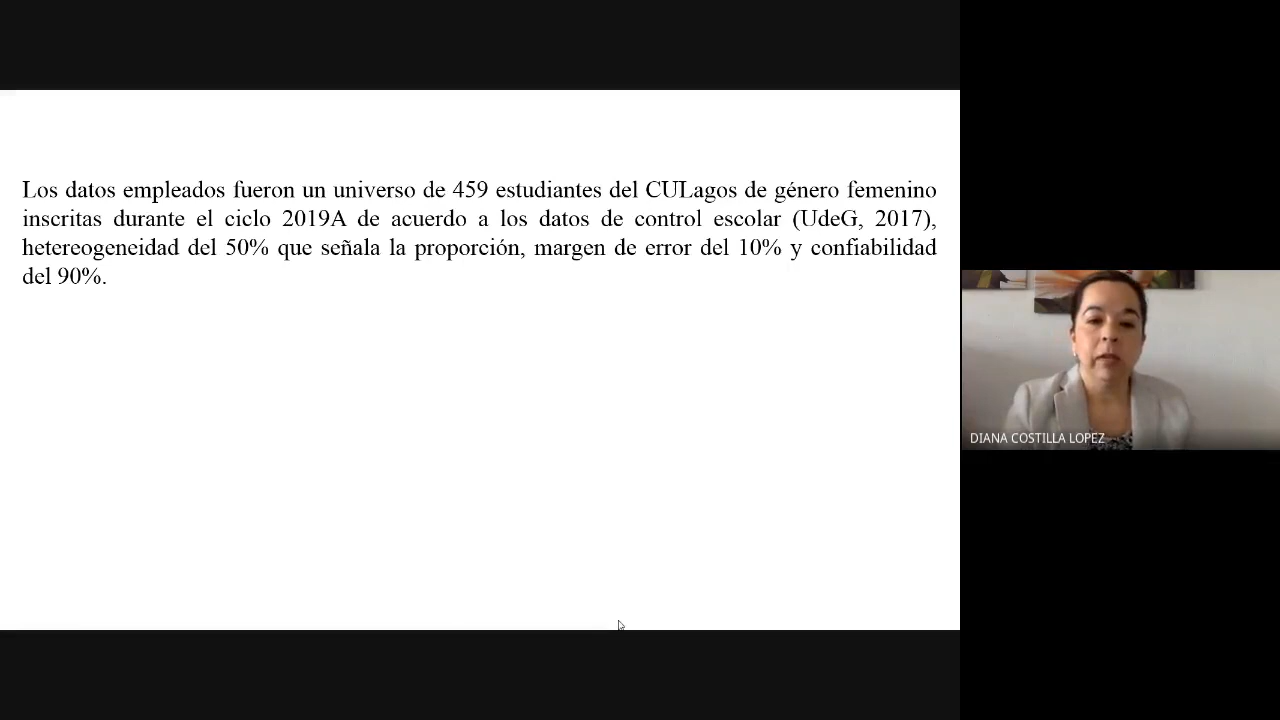 Los datos empleados fueron un universo de 459 estudiantes del CULagos de género femenino
inscritas durante el ciclo 2019A de acuerdo a los datos de control escolar (UdeG, 2017),
hetereogeneidad del 50% que señala la proporción, margen de error del 10% y confiabilidad
del 90%.
DIANA COSTILLA LOPEZ